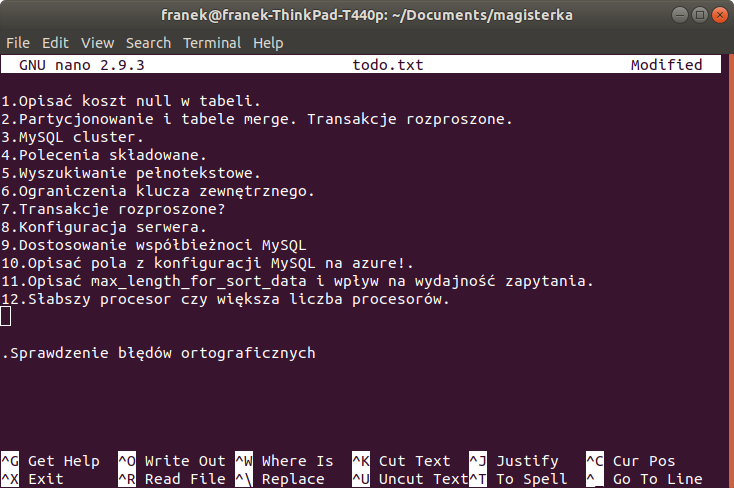 franek@franek-ThinkPad-T440p: ~/Documents/magisterka
File Edit View Search Terminal Help
GNU nano 2.9.3 todo.txt Modified
1.Opisać koszt null w tabeli.
2.Partycjonowanie i tabele merge. Transakcje rozproszone.
3.MySQL cluster.
4.Polecenia składowane.
5.Wyszukiwanie pełnotekstowe.
6.Ograniczenia klucza zewnętrznego.
7.Transakcje rozproszone?
8.Konfiguracja serwera.
9.Dostosowanie współbieżnoci MySQL
10.Opisać pola z konfiguracji MySQL na azure!.
11.Opisać max_length_for_sort_data i wpływ na wydajność zapytania.
12.Słabszy procesor czy większa liczba procesorów.
.Sprawdzenie błędów ortograficznych
^G Get Help ^O Write Out ^W Where Is ^K Cut Text ^J Justify ^C Cur Pos
^X Exit ^R Read File ^\ Replace ^U Uncut Text ^T To Spell ^_ Go To Line